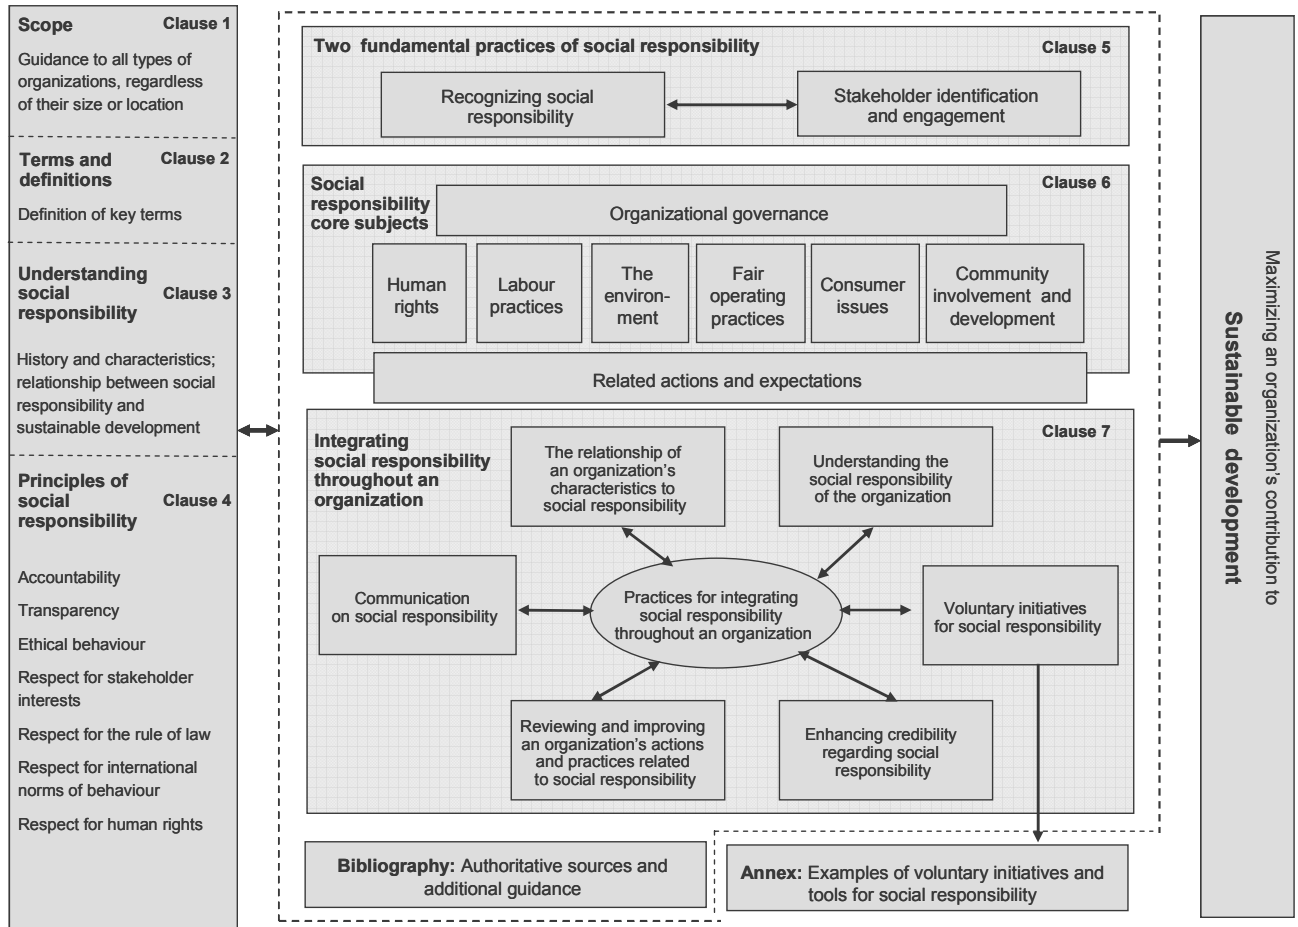 Scope
Clause 1
Guidance to all types of
organizations, regardless
of their size or location
Terms and
definitions
Clause 2
Definition of key terms
Understanding
social
responsibility
Clause 3
History and characteristics;
relationship between social
responsibility and
sustainable development
Principles of
social
responsibility
Clause 4
Accountability
Transparency
Ethical behaviour
Respect for stakeholder
interests
Respect for the rule of law
Respect for international
norms of behaviour
Respect for human rights
Two fundamental practices of social responsibility
Clause 5
Recognizing social
responsibility
Stakeholder identification
and engagement
Social
responsibility
core subjects
Clause 6
Organizational governance
Human
rights
Labour
practices
The
environ-
ment
Fair
operating
practices
Consumer
issues
Community
involvement and
development
Related actions and expectations
Integrating
social responsibility
throughout an
organization
Clause 7
The relationship of
an organization's
characteristics to
social responsibility
Understanding the
social responsibility
of the organization
Communication
on social responsibility
Practices for integrating
social responsibility
throughout an organization
Voluntary initiatives
for social responsibility
Reviewing and improving
an organization's actions
and practices related
to social responsibility
Enhancing credibility
regarding social
responsibility
Bibliography: Authoritative sources and
additional guidance
Annex: Examples of voluntary initiatives and
tools for social responsibility
Maximizing an organization's contribution to
Sustainable development